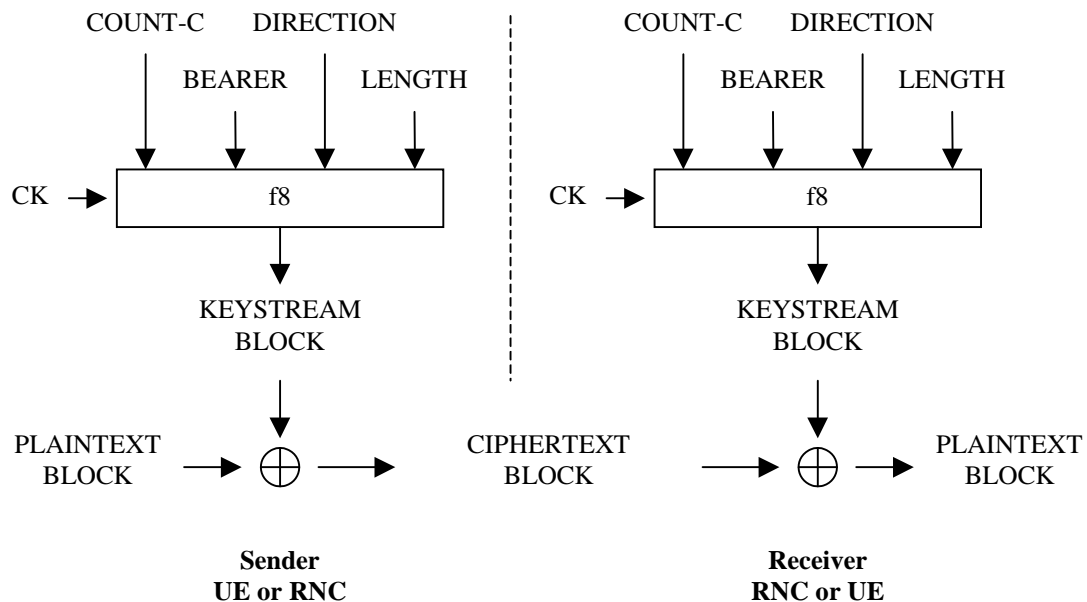 COUNT-C DIRECTION COUNT-C DIRECTION
BEARER LENGTH BEARER LENGTH
CK f8 CK f8
KEYSTREAM KEYSTREAM
BLOCK BLOCK
PLAINTEXT CIPHERTEXT PLAINTEXT
BLOCK BLOCK BLOCK
Sender Receiver
UE or RNC RNC or UE